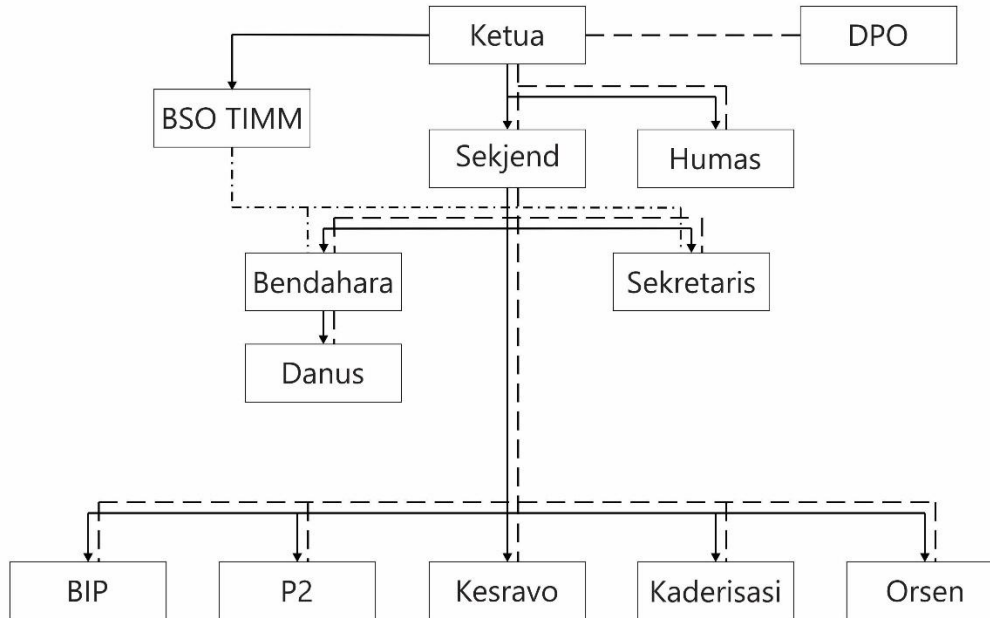 Ketua
DPO
BSO TIMM
Sekjend
Humas
Bendahara
Sekretaris
Danus
BIP
P2
Kesravo
Kaderisasi
Orsen